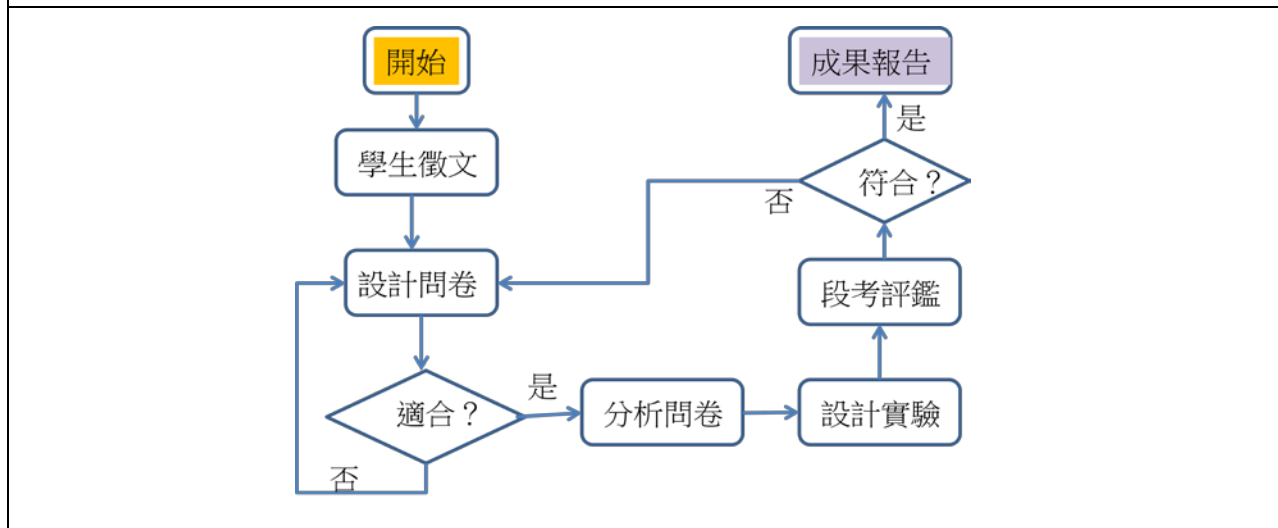 開始
學生徵文
設計問卷
適合？
否
是
分析問卷
設計實驗
段考評鑑
符合？
否
是
成果報告